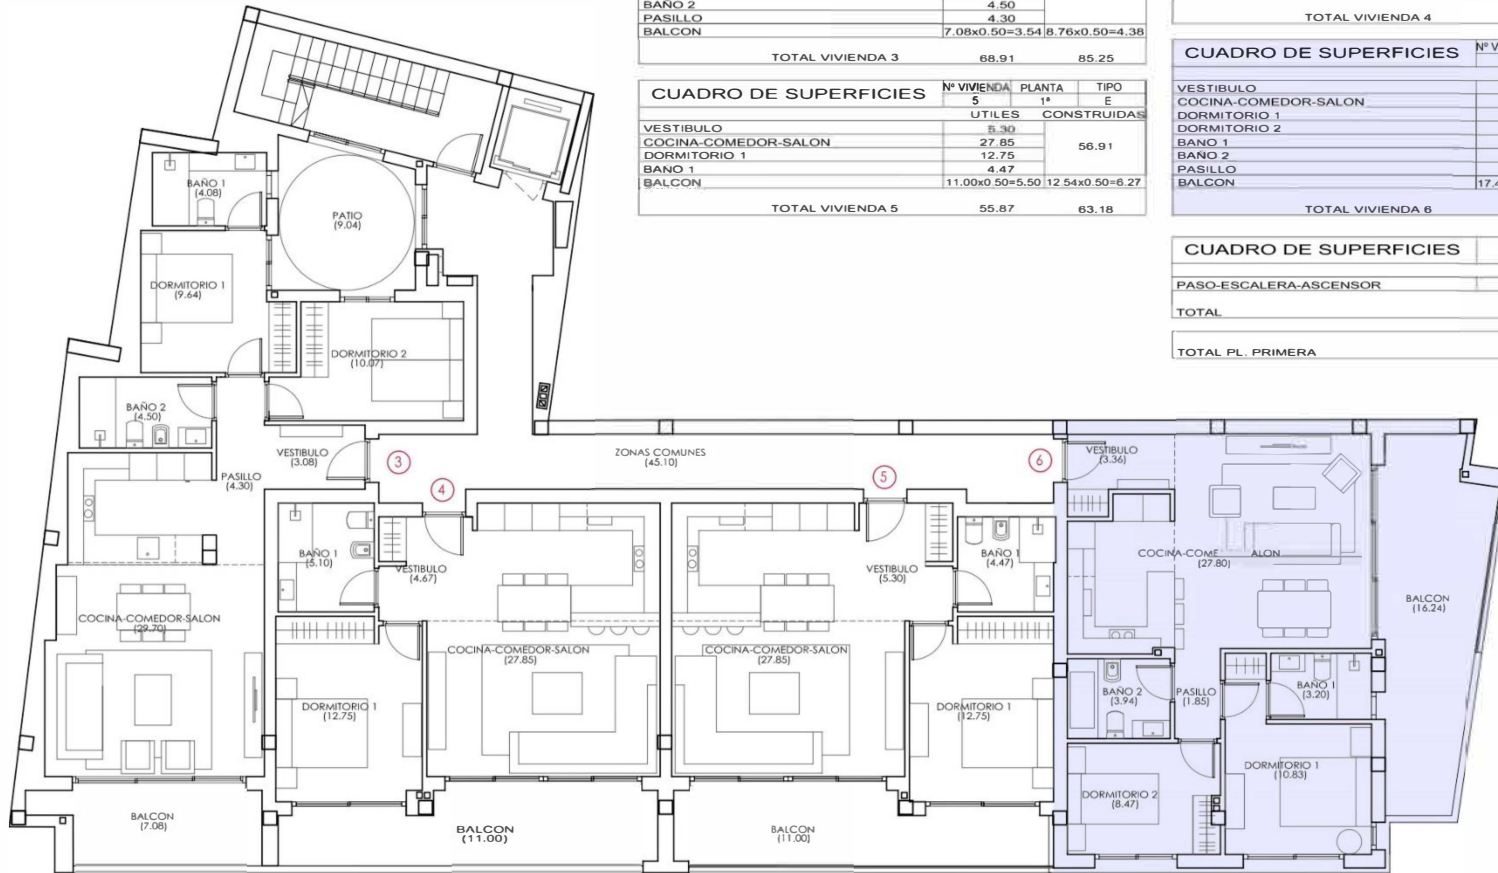 BAÑO 2 4.50
PASILLO 4.30
BALCON 7.08x0.50=3.54 8.76x0.50=4.38
TOTAL VIVIENDA 3 68.91 85.25
TOTAL VIVIENDA 4
CUADRO DE SUPERFICIES Nº VIVIENDA PLANTA TIPO
5 1ª E
UTILES CONSTRUIDAS
VESTIBULO 5.30
COCINA-COMEDOR-SALON 27.85
56.91
DORMITORIO 1 12.75
BANO 1 4.47
BALCON 11.00x0.50=5.50 12.54x0.50=6.27
TOTAL VIVIENDA 5 55.87 63.18
CUADRO DE SUPERFICIES Nº V
VESTIBULO
COCINA-COMEDOR-SALON
DORMITORIO 1
DORMITORIO 2
BANO 1
BAÑO 2
PASILLO
BALCON 17.4
TOTAL VIVIENDA 6
CUADRO DE SUPERFICIES
PASO-ESCALERA-ASCENSOR
TOTAL
TOTAL PL. PRIMERA
BAÑO 1
(4.08)
PATIO
(9.04)
DORMITORIO 1
(9.64)
DORMITORIO 2
(10.07)
BAÑO 2
(4.50)
VESTIBULO
(3.08)
PASILLO
(4.30)
3
4
ZONAS COMUNES
(45.10)
5
6
VESTIBULO
(3.36)
BAÑO 1
(5.10)
VESTIBULO
(4.67)
VESTIBULO
(5.30)
BAÑO 1
(4.47)
COCINA-COME ALON
(27.80)
BALCON
(16.24)
COCINA-COMEDOR-SALON
(29.70)
COCINA-COMEDOR-SALON
(27.85)
COCINA-COMEDOR-SALON
(27.85)
DORMITORIO 1
(12.75)
DORMITORIO 1
(12.75)
BAÑO 2
(3.94)
PASILLO
(1.85)
BAÑO 1
(3.20)
DORMITORIO 2
(8.47)
DORMITORIO 1
(10.83)
BALCON
(7.08)
BALCON
(11.00)
BALCON
(11.00)